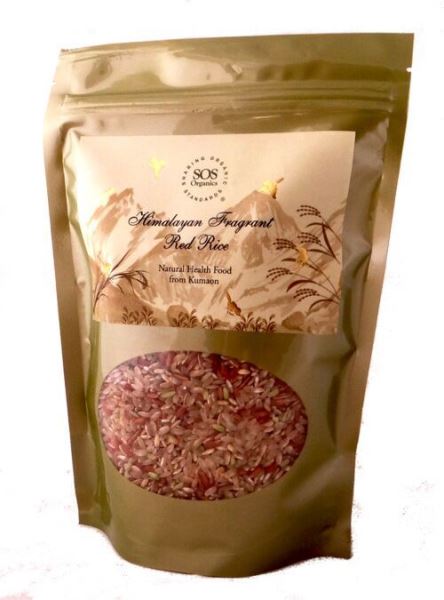 SHARING ORGANIC STANDARDS ®
SOS
Organics
Himalayan Fragrant
Red Rice
Natural Health Food
from Kumaon